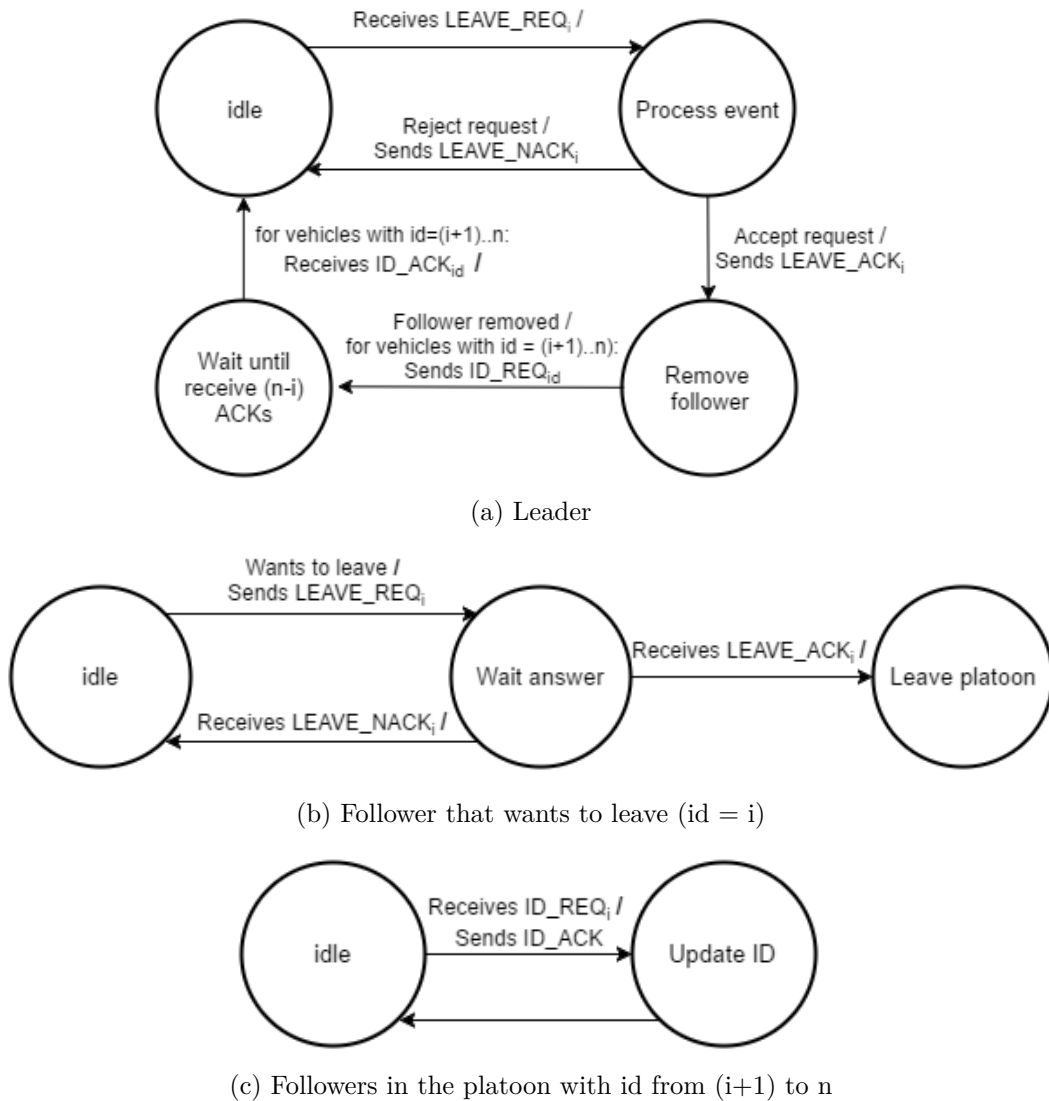 Receives LEAVE_REQi /
idle
Process event
Reject request /
Sends LEAVE_NACKi
for vehicles with id=(i+1)..n:
Receives ID_ACKid /
Accept request /
Sends LEAVE_ACKi
Follower removed /
for vehicles with id = (i+1)..n):
Sends ID_REQid
Wait until
receive (n-i)
ACKs
Remove
follower
(a) Leader
Wants to leave /
Sends LEAVE_REQi
idle
Wait answer
Receives LEAVE_ACKi /
Leave platoon
Receives LEAVE_NACKi /
(b) Follower that wants to leave (id = i)
Receives ID_REQi /
Sends ID_ACK
idle
Update ID
(c) Followers in the platoon with id from (i+1) to n